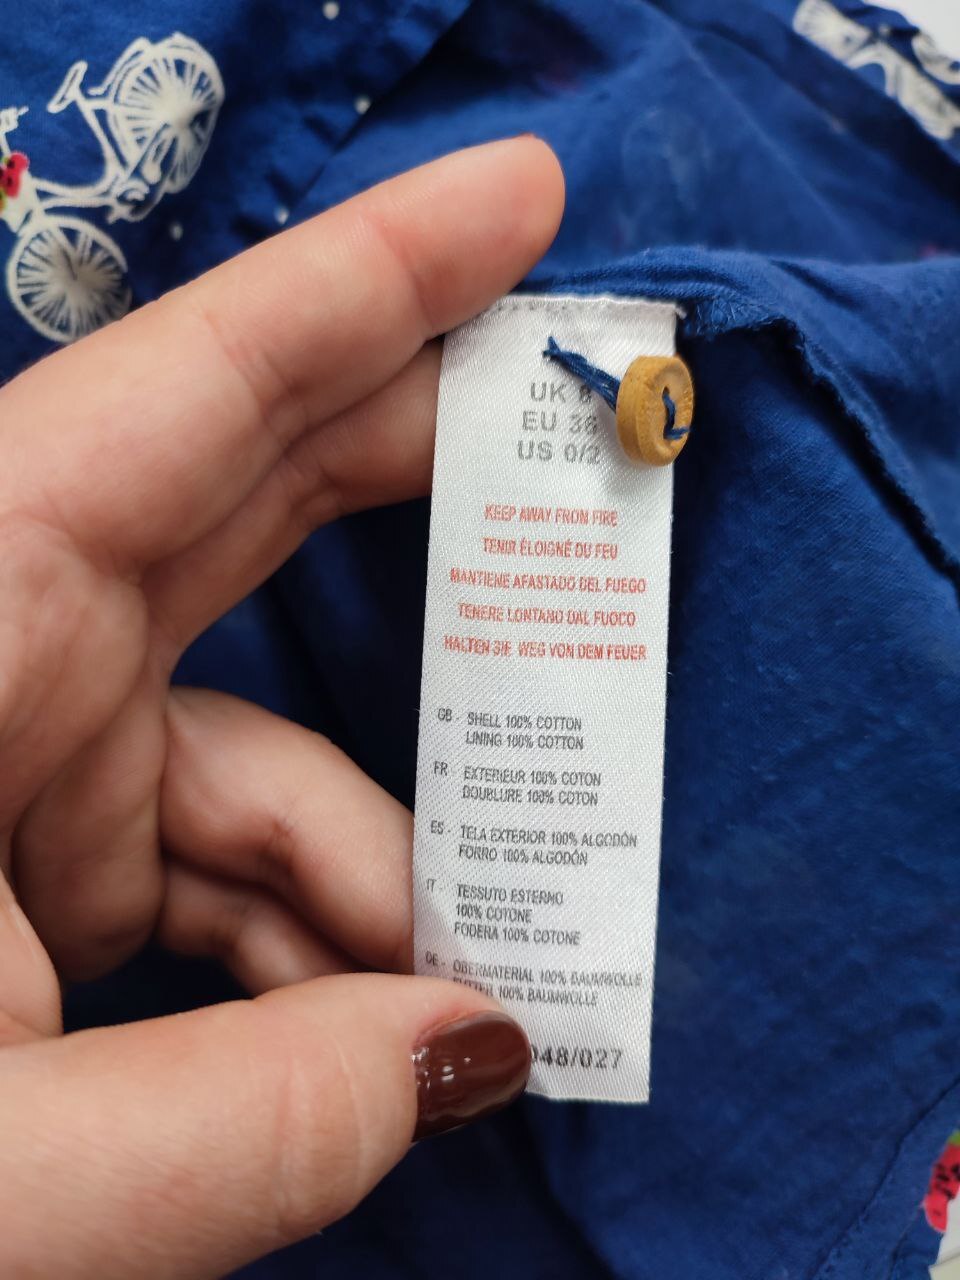 UK 8
EU 36
US 0/2
KEEP AWAY FROM FIRE
TENIR ÉLOIGNÉ DU FEU
MANTIENE AFASTADO DEL FUEGO
TENERE LONTANO DAL FUOCO
HALTEN SIE WEG VON DEM FEUER
GB - SHELL 100% COTTON
LINING 100% COTTON
FR - EXTERIEUR 100% COTON
DOUBLURE 100% COTON
ES - TELA EXTERIOR 100% ALGODÓN
FORRO 100% ALGODÓN
IT - TESSUTO ESTERNO
100% COTONE
FODERA 100% COTONE
DE - OBERMATERIAL 100% BAUMWOLLE
FUTTER 100% BAUMWOLLE
048/027